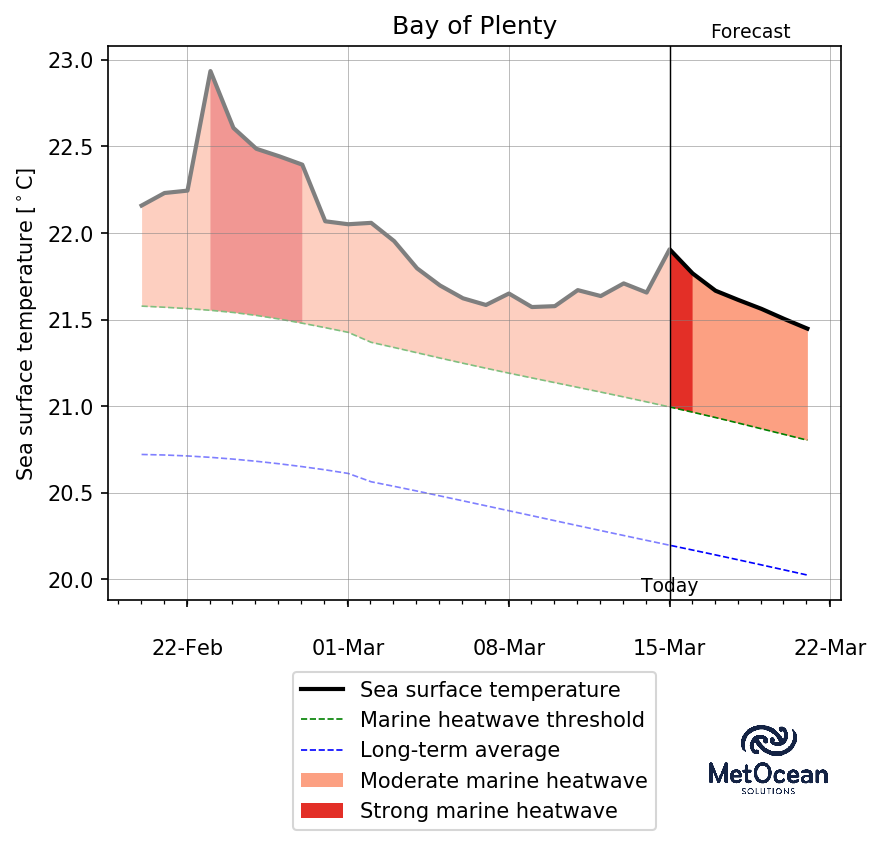 Bay of Plenty
Forecast
Sea surface temperature [°C]
23.0
22.5
22.0
21.5
21.0
20.5
20.0
Today
22-Feb 01-Mar 08-Mar 15-Mar 22-Mar
Sea surface temperature
Marine heatwave threshold
Long-term average
Moderate marine heatwave
Strong marine heatwave
MetOcean
SOLUTIONS